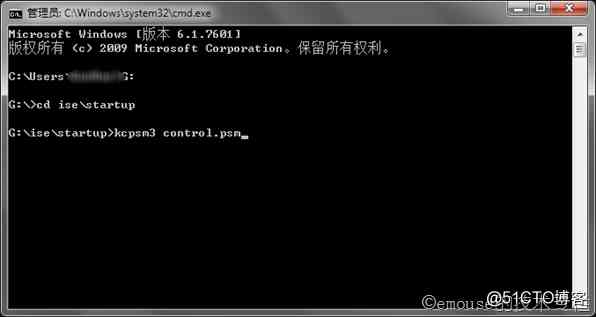 管理员: C:\Windows\system32\cmd.exe
Microsoft Windows [版本 6.1.7601]
版权所有 (c) 2009 Microsoft Corporation。保留所有权利。
C:\Users\ G:
G:\>cd ise\startup
G:\ise\startup>kcpsm3 control.psm
@51CTO博客
©emouse的技术专栏